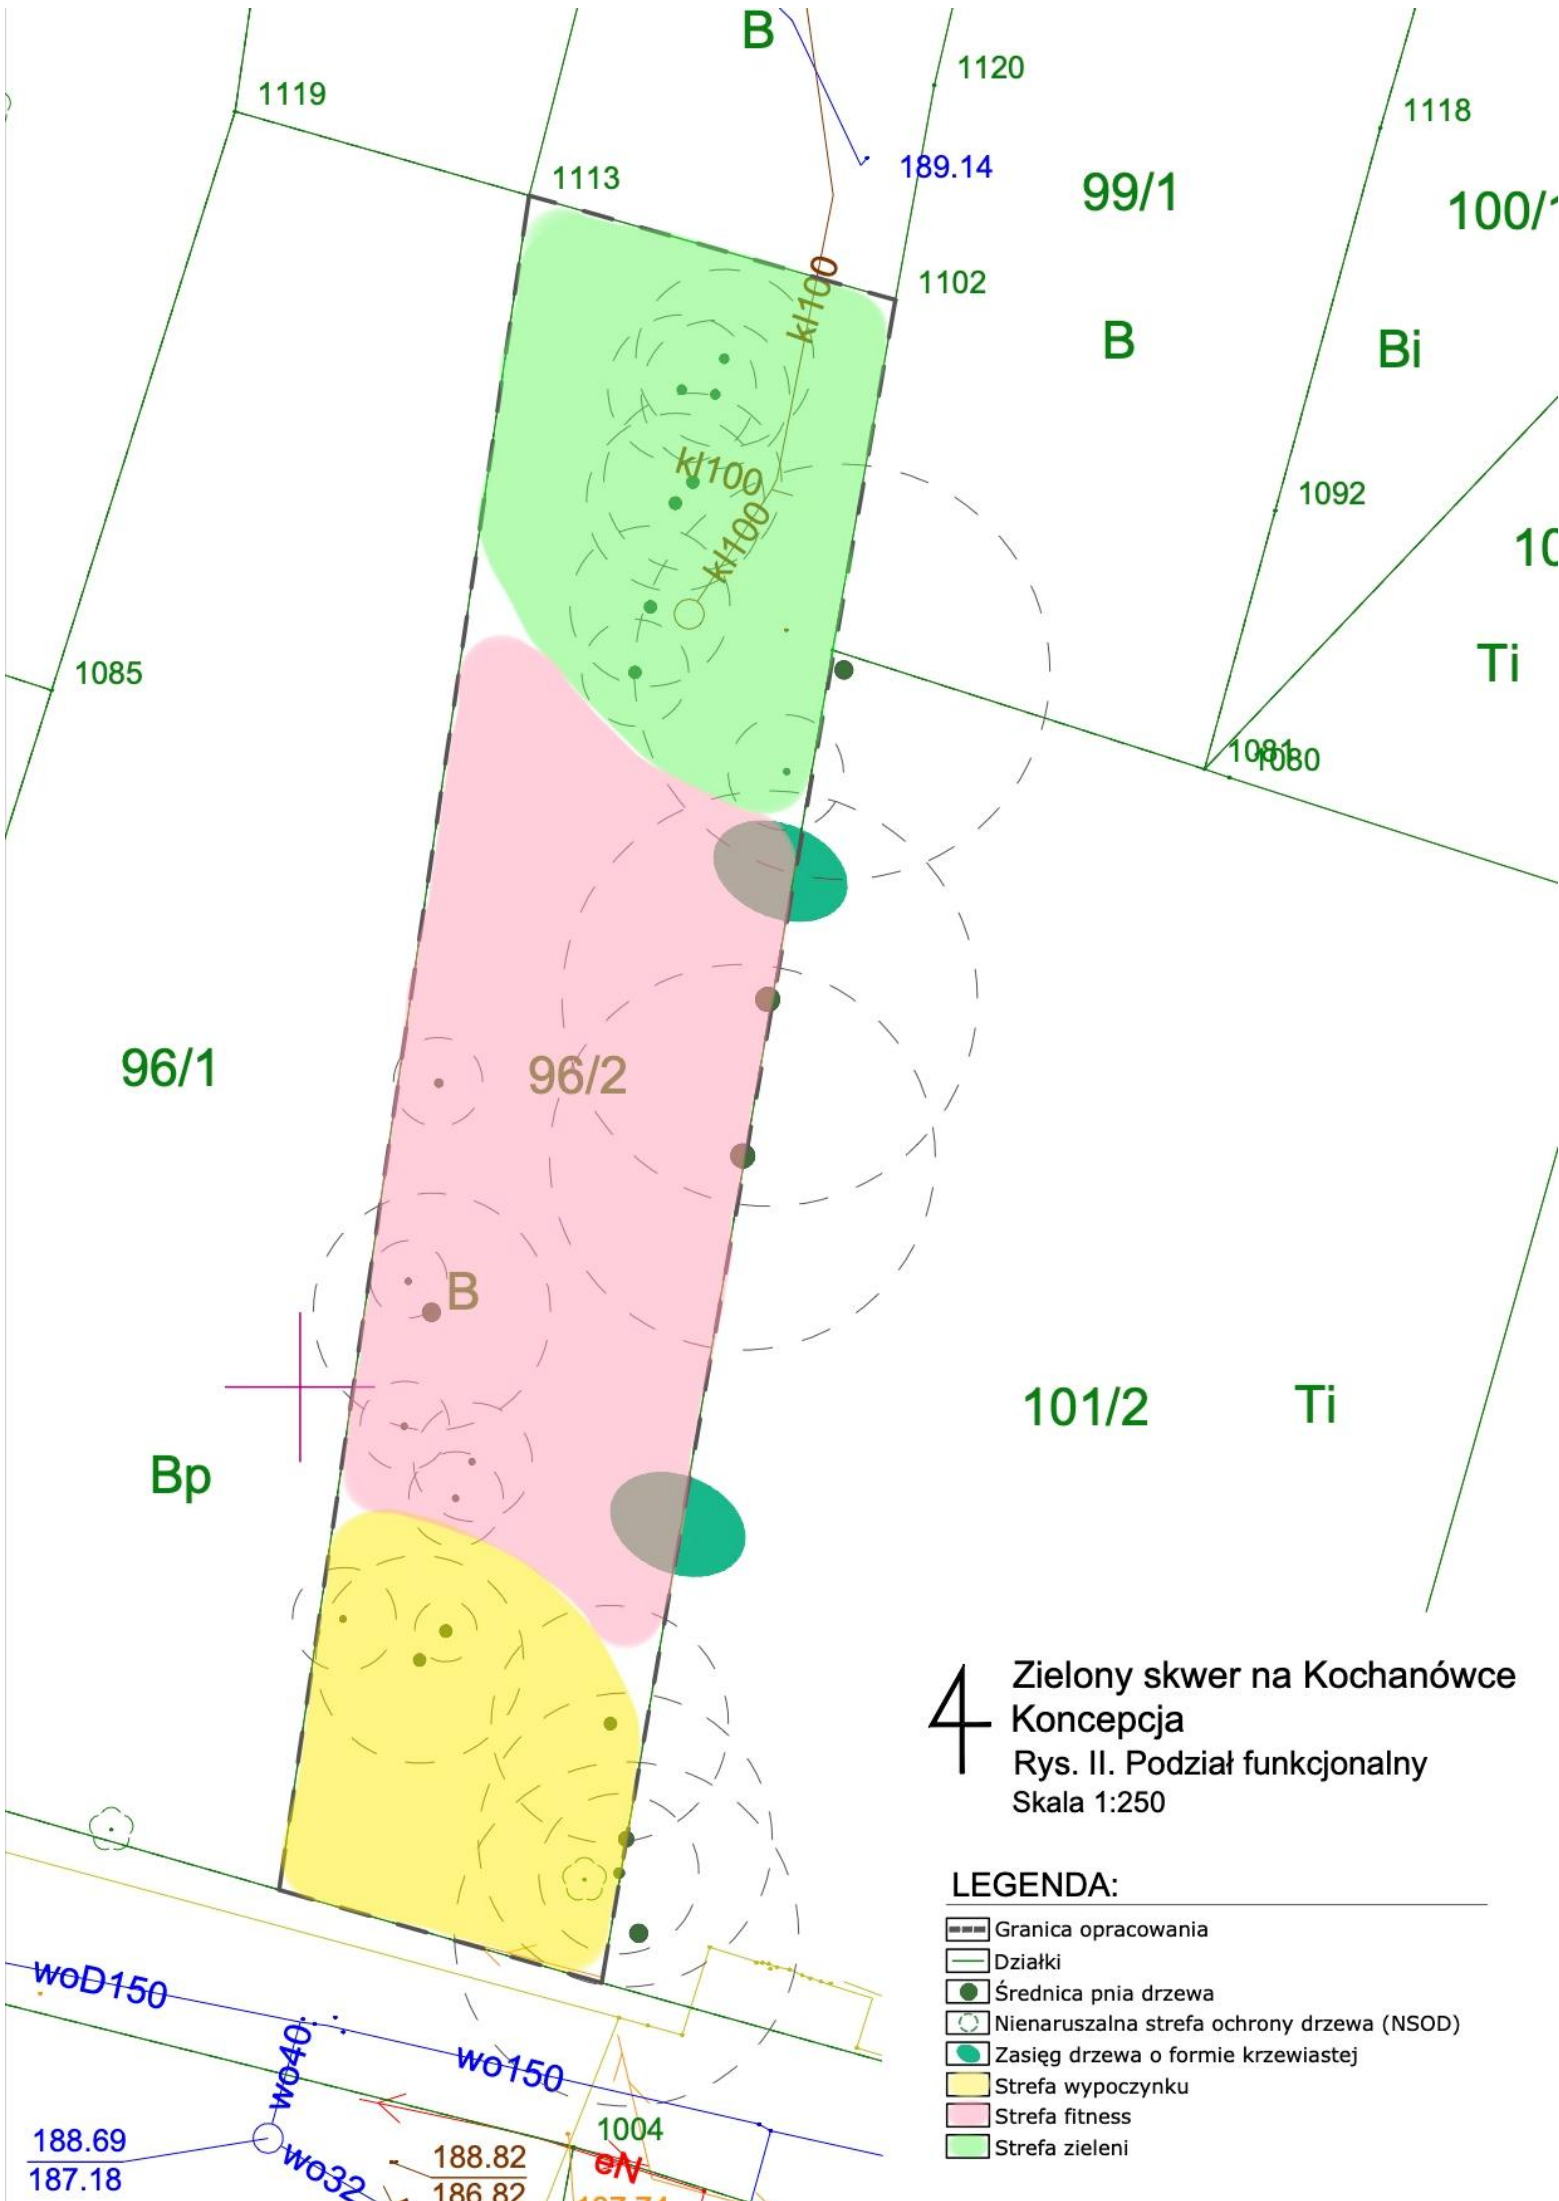 B
1120
1119
1118
189.14
1113
99/1
100/1
1102
kl100
B
Bi
kl100
1092
kl100
10
Ti
1085
1081
1080
96/1
96/2
B
101/2
Ti
Bp
Zielony skwer na Kochanówce
Koncepcja
Rys. II. Podział funkcjonalny
Skala 1:250
LEGENDA:
Granica opracowania
Działki
Średnica pnia drzewa
Nienaruszalna strefa ochrony drzewa (NSOD)
Zasięg drzewa o formie krzewiastej
Strefa wypoczynku
Strefa fitness
Strefa zieleni
woD150
wo40
wo150
1004
188.69
187.18
wo32
188.82
186.82
eN